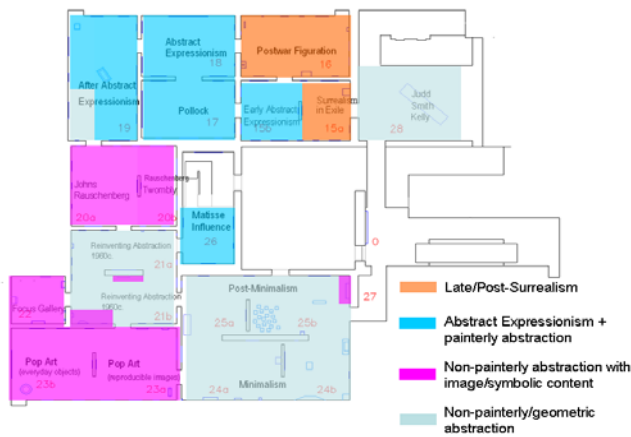 Abstract
Expressionism
18
Postwar Figuration
16
After Abstract
Expressionism
19
Pollock
17
Early Abstract
Expressionism
15b
Surrealism
in Exile
15a
Judd
Smith
Kelly
28
Johns
Rauschenberg
20a
Rauschenberg
Twombly
20b
Matisse
Influence
26
0
Reinventing Abstraction
1960c.
21a
Reinventing Abstraction
1960c.
21b
Focus Gallery
22
Post-Minimalism
25a
25b
27
Pop Art
(everyday objects)
23b
Pop Art
(reproducible images)
23a
Minimalism
24a
24b
Late/Post-Surrealism
Abstract Expressionism +
painterly abstraction
Non-painterly abstraction with
image/symbolic content
Non-painterly/geometric
abstraction